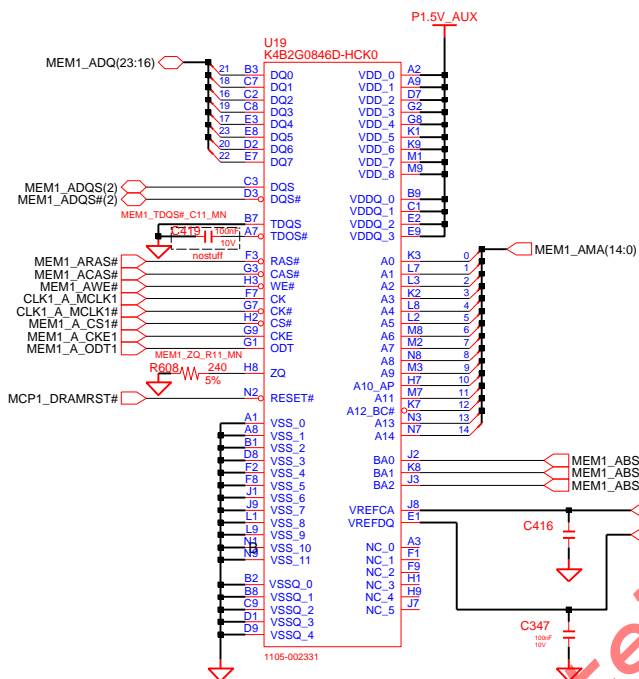 P1.5V_AUX
U19
K4B2G0846D-HCK0
MEM1_ADQ(23:16)
21 B3 DQ0 VDD_0 A2
18 C7 DQ1 VDD_1 A9
16 C2 DQ2 VDD_2 D7
19 C8 DQ3 VDD_3 G2
17 E3 DQ4 VDD_4 G8
23 E8 DQ5 VDD_5 K1
20 D2 DQ6 VDD_6 K9
22 E7 DQ7 VDD_7 M1
VDD_8 M9
MEM1_ADQS(2) C3 DQS VDDQ_0 B9
MEM1_ADQS#(2) D3 DQS# VDDQ_1 C1
MEM1_TDQS#_C11_MN
B7 TDQS VDDQ_2 E2
C419 100nF A7 TDOS# VDDQ_3 E9
10V
nostuff
MEM1_AMA(14:0)
MEM1_ARAS# F3 RAS# A0 K3 0
MEM1_ACAS# G3 CAS# A1 L7 1
MEM1_AWE# H3 WE# A2 L3 2
CLK1_A_MCLK1 F7 CK A3 K2 3
CLK1_A_MCLK1# G7 CK# A4 L8 4
MEM1_A_CS1# H2 CS# A5 L2 5
MEM1_A_CKE1 G9 CKE A6 M8 6
MEM1_A_ODT1 G1 ODT A7 M2 7
MEM1_ZQ_R11_MN A8 N8 8
R608 240 H8 ZQ A9 M3 9
5% A10_AP H7 10
MCP1_DRAMRST# N2 RESET# A11 M7 11
A12_BC# K7 12
A1 VSS_0 A13 N3 13
A8 VSS_1 A14 N7 14
B1 VSS_2
D8 VSS_3 BA0 J2 MEM1_ABS
F2 VSS_4 BA1 K8 MEM1_ABS
F8 VSS_5 BA2 J3 MEM1_ABS
J1 VSS_6
J9 VSS_7 VREFCA J8
L1 VSS_8 VREFDQ E1
C416
L9 VSS_9
N1 VSS_10 NC_0 A3
N9 VSS_11 NC_1 F1
NC_2 F9
B2 VSSQ_0 NC_3 H1
B8 VSSQ_1 NC_4 H9
C9 VSSQ_2 NC_5 J7
D1 VSSQ_3
D9 VSSQ_4
C347
100nF
10V
1105-002331